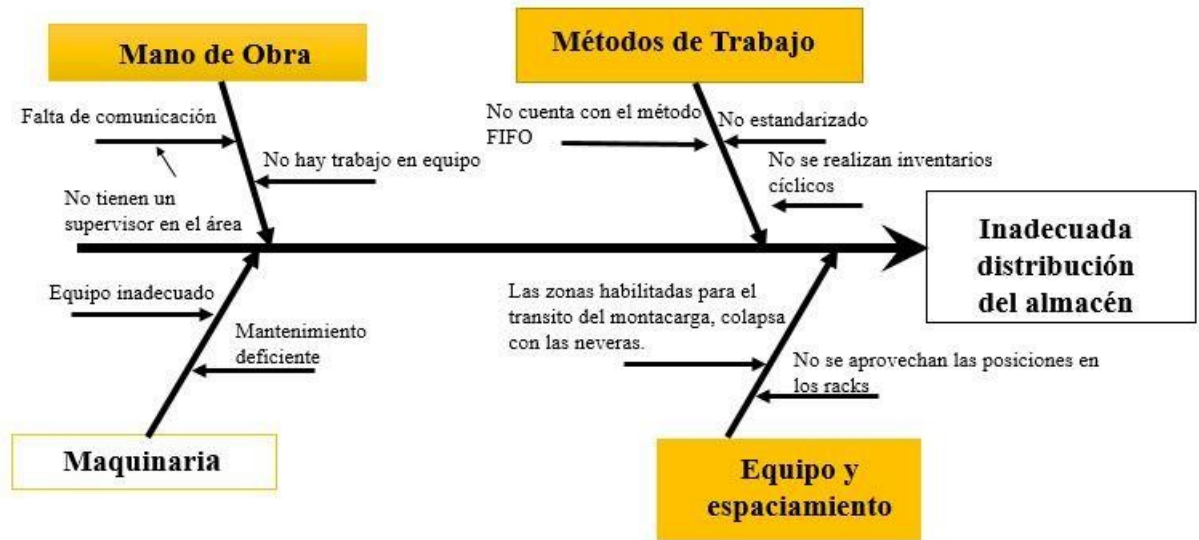 Mano de Obra
Métodos de Trabajo
Falta de comunicación
No hay trabajo en equipo
No tienen un
supervisor en el área
No cuenta con el método
FIFO
No estandarizado
No se realizan inventarios
cíclicos
Inadecuada
distribución
del almacén
Equipo inadecuado
Mantenimiento
deficiente
Las zonas habilitadas para el
transito del montacarga, colapsa
con las neveras.
No se aprovechan las posiciones en
los racks
Maquinaria
Equipo y
espaciamiento